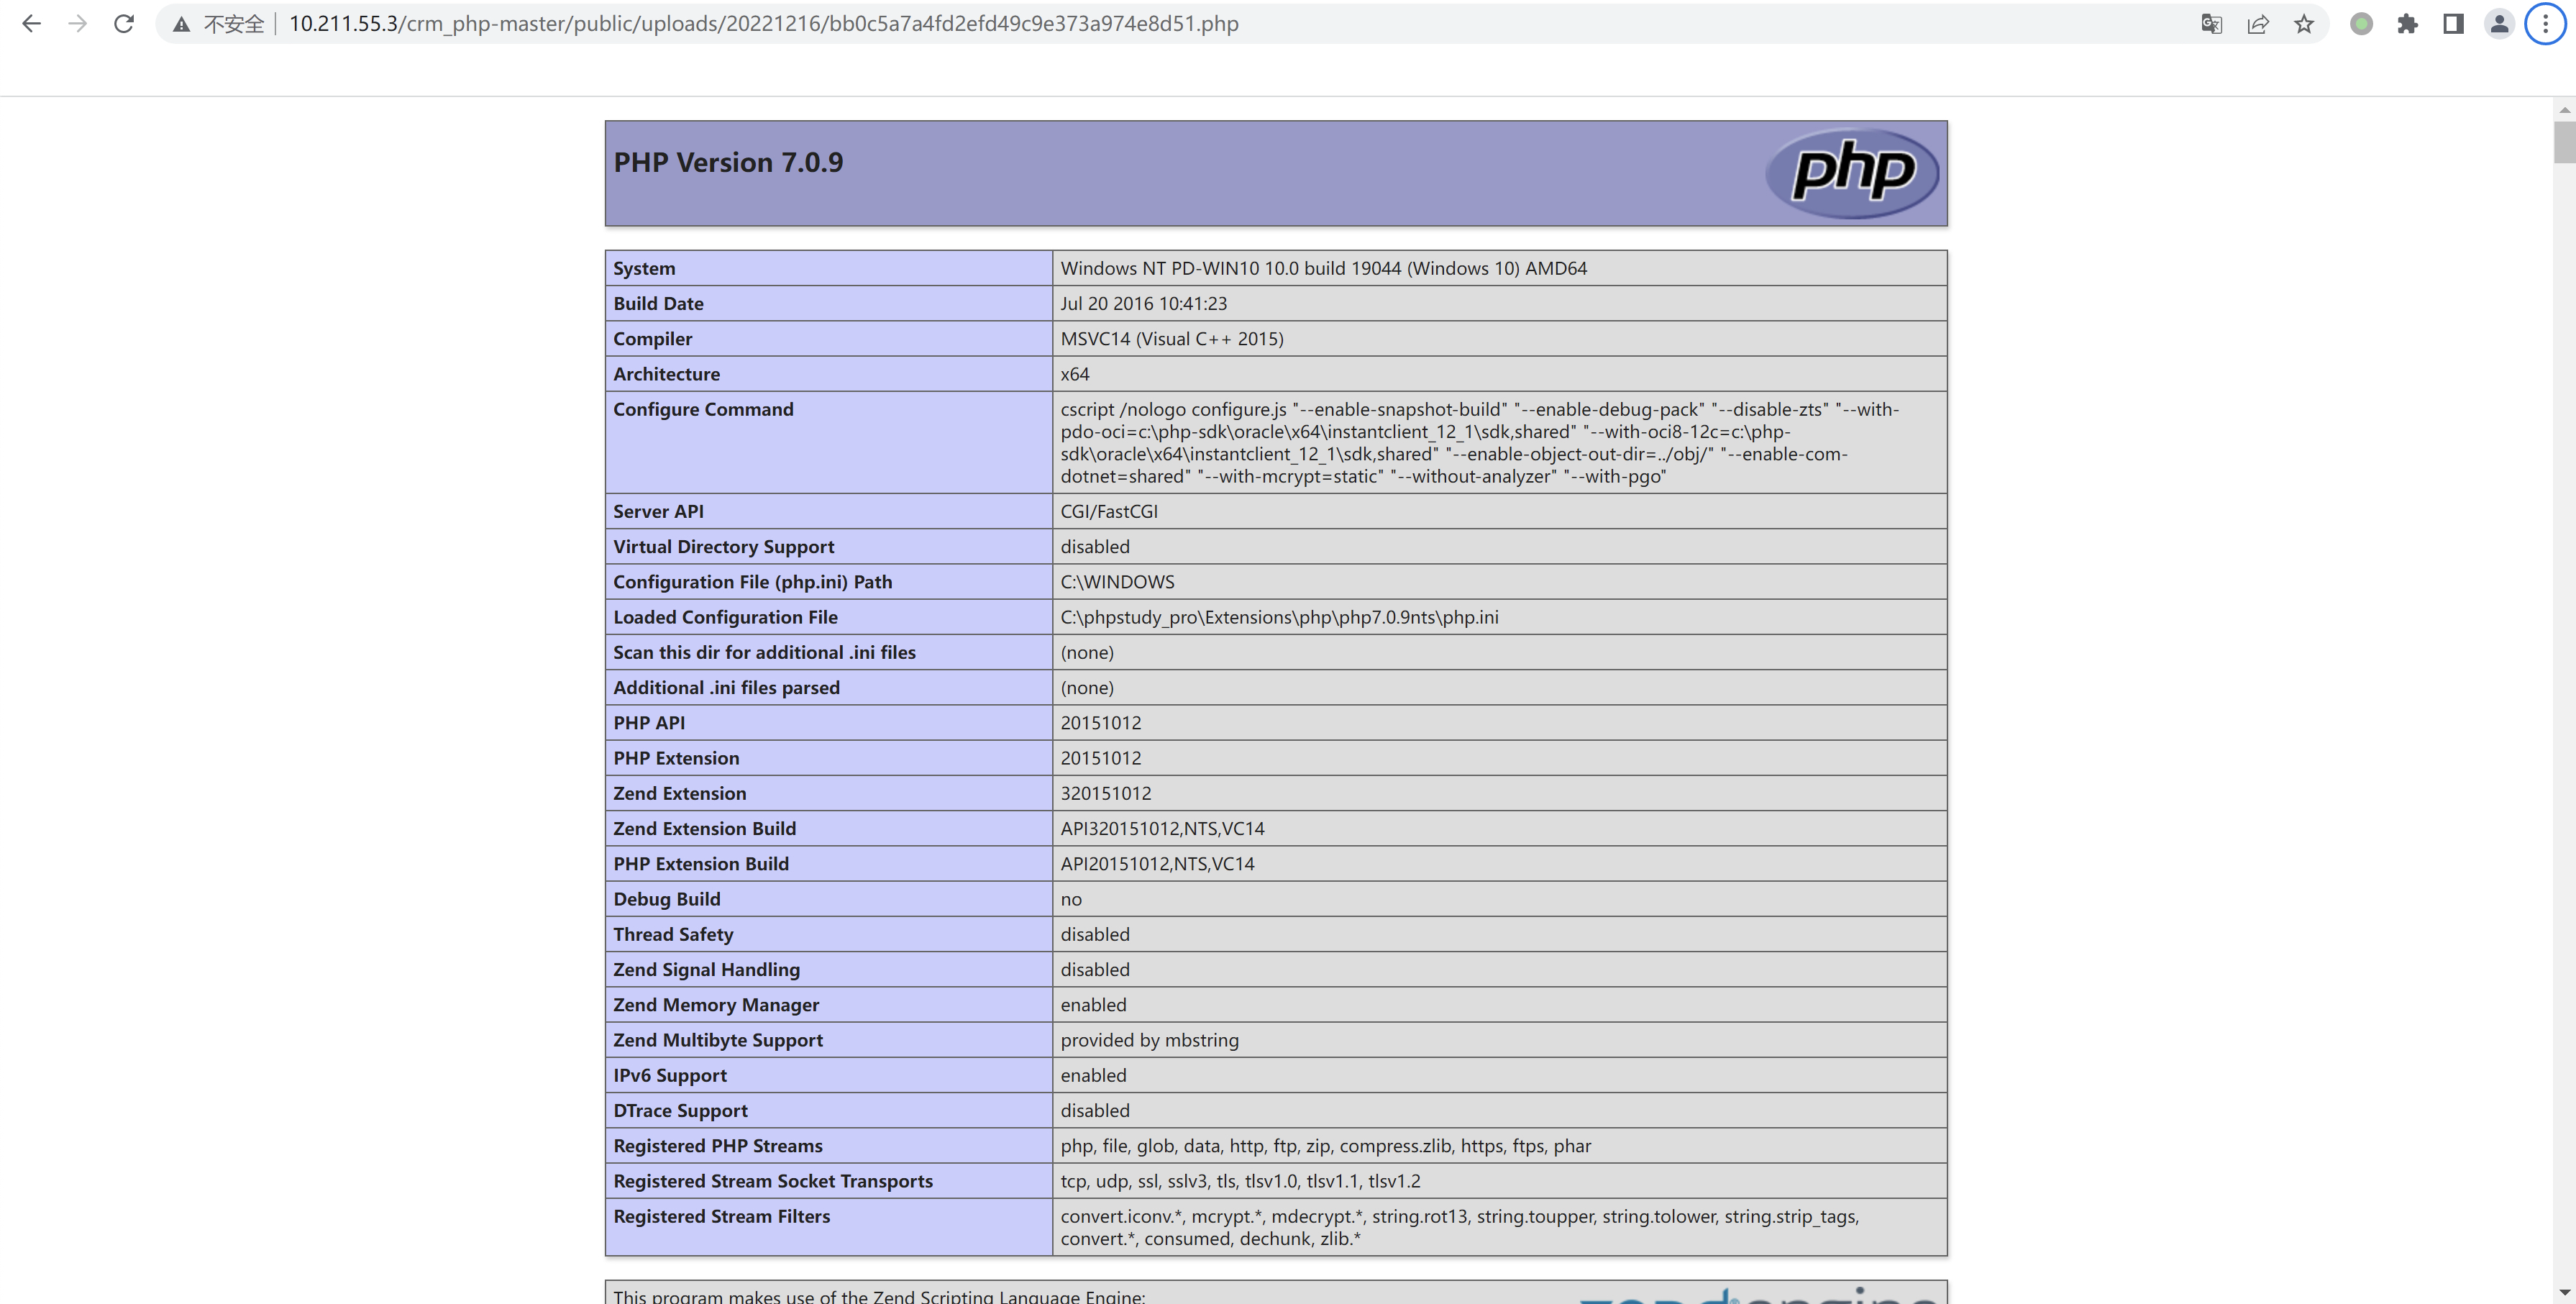 不安全 10.211.55.3/crm_php-master/public/uploads/20221216/bb0c5a7a4fd2efd49c9e373a974e8d51.php
PHP Version 7.0.9
php
System Windows NT PD-WIN10 10.0 build 19044 (Windows 10) AMD64
Build Date Jul 20 2016 10:41:23
Compiler MSVC14 (Visual C++ 2015)
Architecture x64
Configure Command cscript /nologo configure.js "--enable-snapshot-build" "--enable-debug-pack" "--disable-zts" "--with-
pdo-oci=c:\php-sdk\oracle\x64\instantclient_12_1\sdk,shared" "--with-oci8-12c=c:\php-
sdk\oracle\x64\instantclient_12_1\sdk,shared" "--enable-object-out-dir=../obj/" "--enable-com-
dotnet=shared" "--with-mcrypt=static" "--without-analyzer" "--with-pgo"
Server API CGI/FastCGI
Virtual Directory Support disabled
Configuration File (php.ini) Path C:\WINDOWS
Loaded Configuration File C:\phpstudy_pro\Extensions\php\php7.0.9nts\php.ini
Scan this dir for additional .ini files (none)
Additional .ini files parsed (none)
PHP API 20151012
PHP Extension 20151012
Zend Extension 320151012
Zend Extension Build API320151012,NTS,VC14
PHP Extension Build API20151012,NTS,VC14
Debug Build no
Thread Safety disabled
Zend Signal Handling disabled
Zend Memory Manager enabled
Zend Multibyte Support provided by mbstring
IPv6 Support enabled
DTrace Support disabled
Registered PHP Streams php, file, glob, data, http, ftp, zip, compress.zlib, https, ftps, phar
Registered Stream Socket Transports tcp, udp, ssl, sslv3, tls, tlsv1.0, tlsv1.1, tlsv1.2
Registered Stream Filters convert.iconv.*, mcrypt.*, mdecrypt.*, string.rot13, string.toupper, string.tolower, string.strip_tags,
convert.*, consumed, dechunk, zlib.*
This program makes use of the Zend Scripting Language Engine:
zend engine